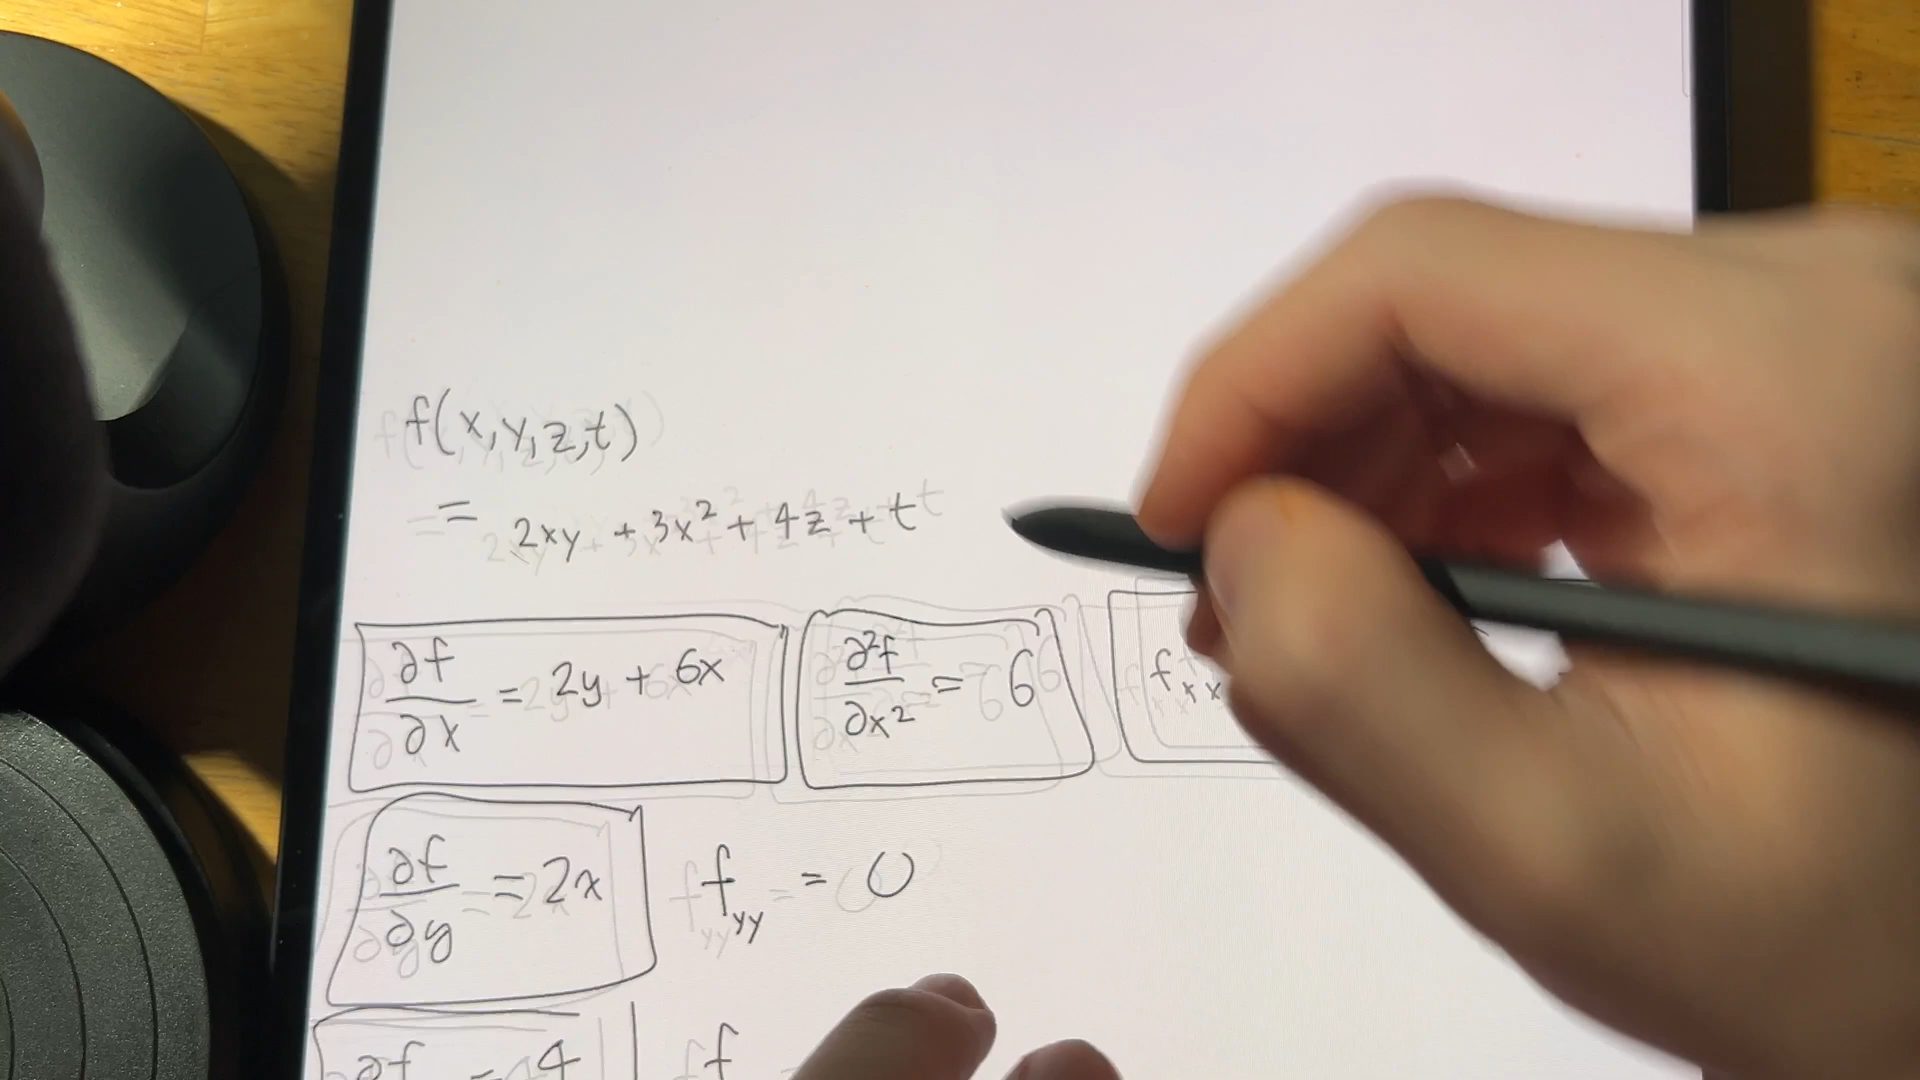 f(x,y,z,t)
= 2xy + 3x² + 4z + t
∂f/∂x = 2y + 6x
∂²f/∂x² = 6
fxx
∂f/∂y = 2x
fyy = 0
∂f = 4
f